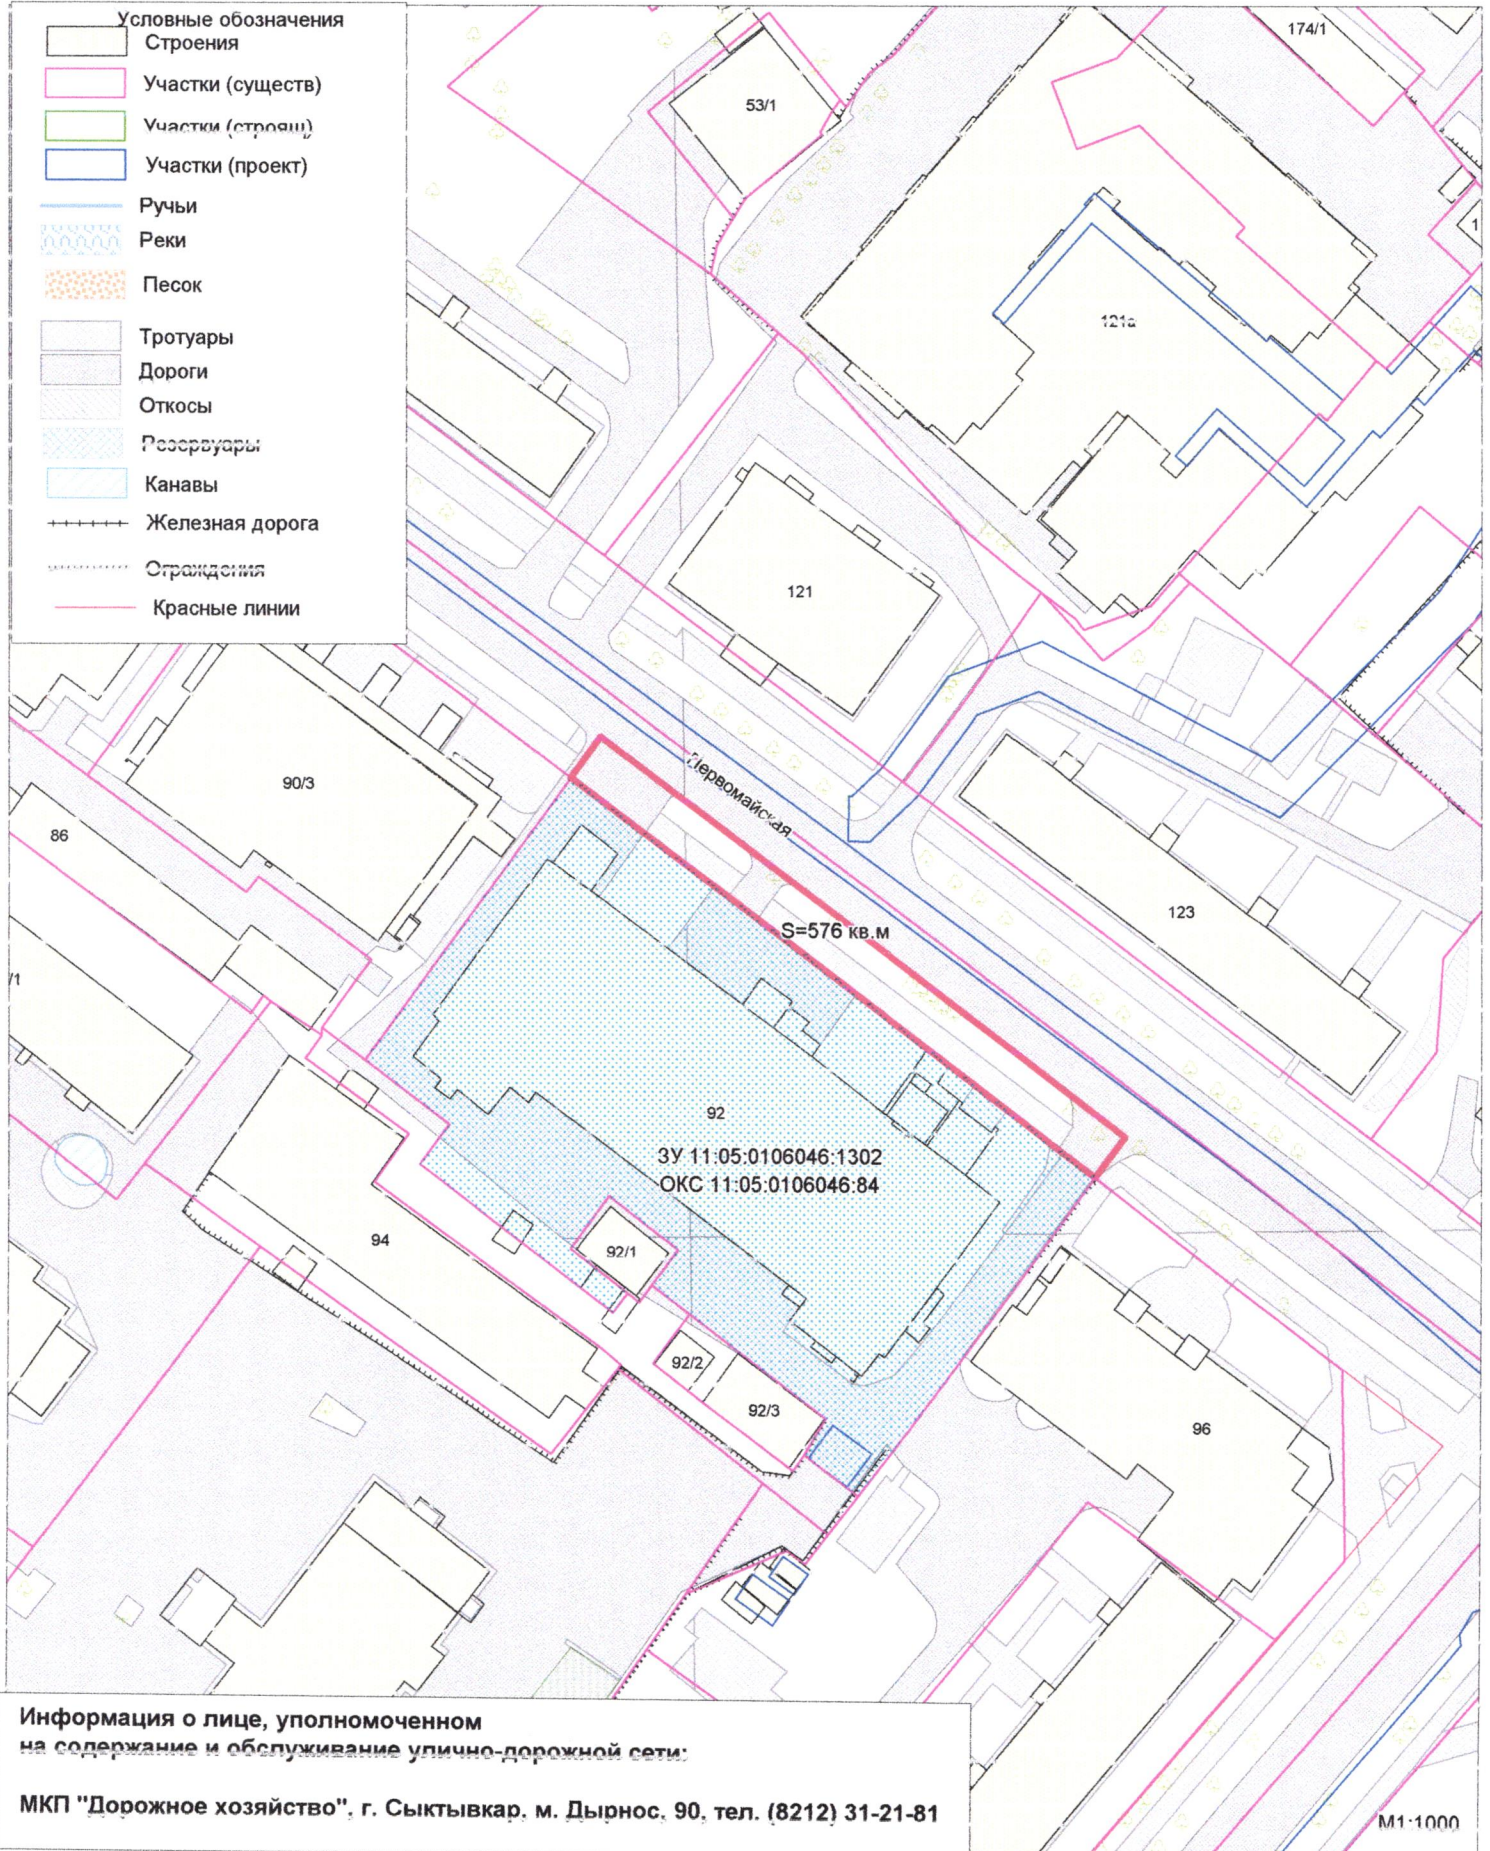 Условные обозначения
Строения
Участки (существ)
Участки (строящ)
Участки (проект)
Ручьи
Реки
Песок
Тротуары
Дороги
Откосы
Резервуары
Канавы
Железная дорога
Ограждения
Красные линии
174/1
53/1
1
121а
121
90/3
Первомайская
86
123
S=576 кв.м
/1
92
ЗУ 11:05:0106046:1302
ОКС 11:05:0106046:84
94
92/1
92/2
92/3
96
Информация о лице, уполномоченном
на содержание и обслуживание улично-дорожной сети:
МКП "Дорожное хозяйство", г. Сыктывкар, м. Дырнос, 90, тел. (8212) 31-21-81
М1:1000